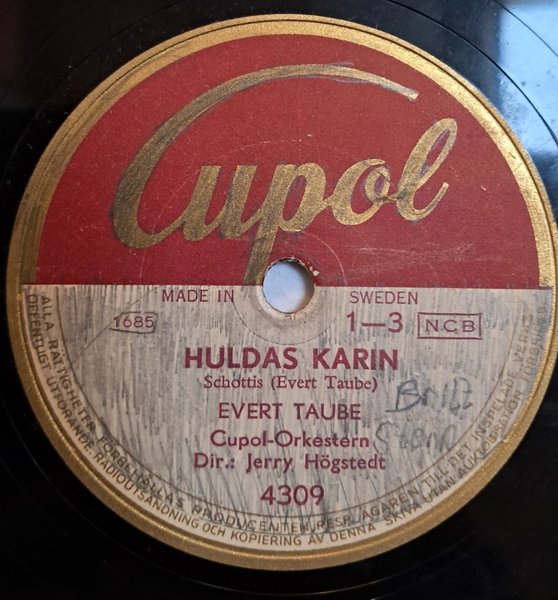 Cupol
MADE IN SWEDEN
1685 1—3 NCB
HULDAS KARIN
Schottis (Evert Taube)
EVERT TAUBE
Cupol-Orkestern
Dir.: Jerry Högstedt
4309
ALLA RÄTTIGHETER FÖRBEHÅLLAS PRODUCENTEN RESP. ÄGAREN TILL DET INSPELADE VERKET
OFFENTLIGT UTFÖRANDE RADIOUTSÄNDNING OCH KOPIERING AV DENNA SKIVA UTAN AUKTORISATION